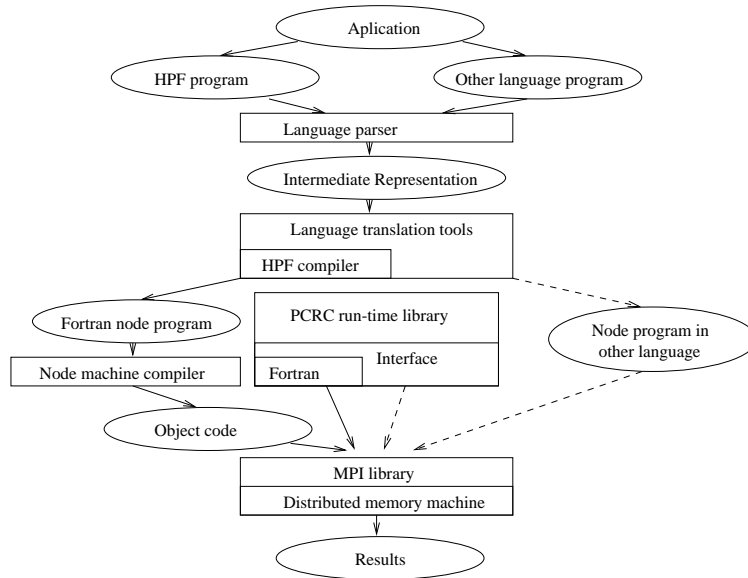 Aplication
HPF program
Other language program
Language parser
Intermediate Representation
Language translation tools
HPF compiler
Fortran node program
PCRC run-time library
Node program in
other language
Interface
Node machine compiler
Fortran
Object code
MPI library
Distributed memory machine
Results